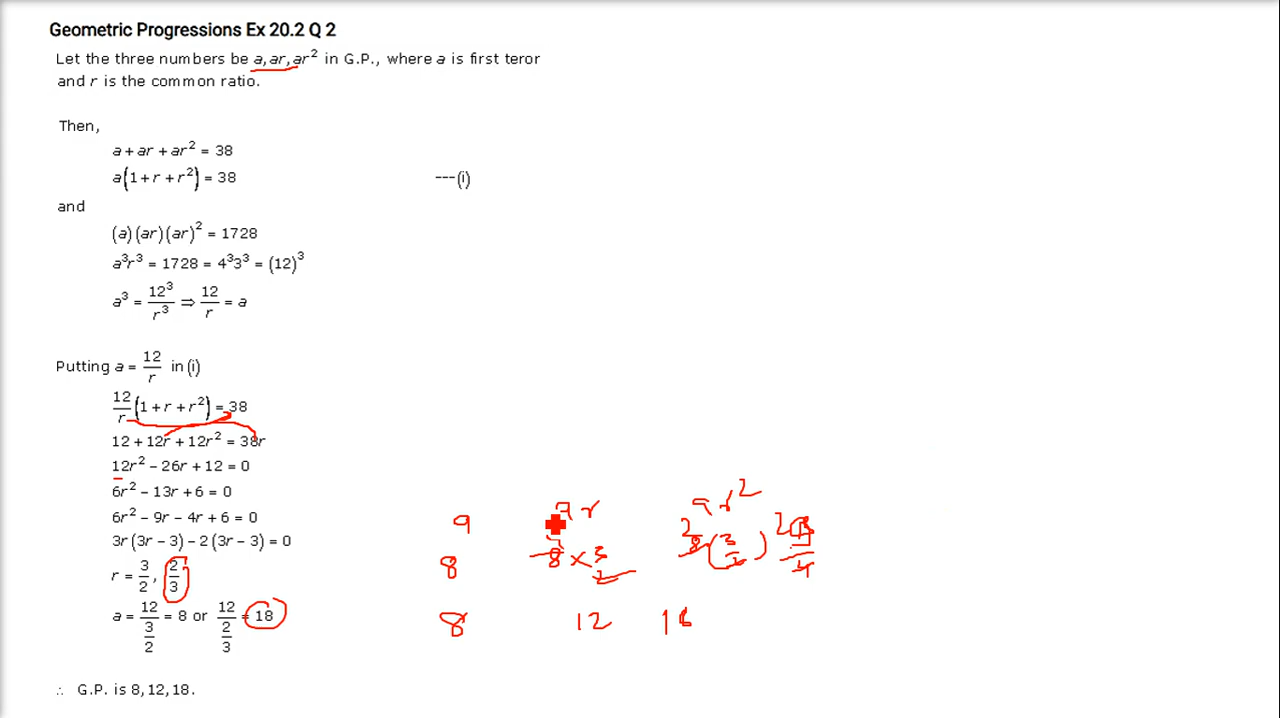 Geometric Progressions Ex 20.2 Q 2
Let the three numbers be a, ar, ar² in G.P., where a is first teror
and r is the common ratio.
Then,
a + ar + ar² = 38
a(1 + r + r²) = 38 ---(i)
and
(a)(ar)(ar)² = 1728
a³r³ = 1728 = 4³3³ = (12)³
a³ = 12³/r³ ⇒ 12/r = a
Putting a = 12/r in (i)
12/r (1 + r + r²) = 38
12 + 12r + 12r² = 38r
12r² − 26r + 12 = 0
6r² − 13r + 6 = 0
6r² − 9r − 4r + 6 = 0
3r(3r − 3) − 2(3r − 3) = 0
r = 3/2, 2/3
a = 12/(3/2) = 8 or 12/(2/3) = 18
∴ G.P. is 8, 12, 18.
a ar ar²
8 8 × 3/2
8 12 18